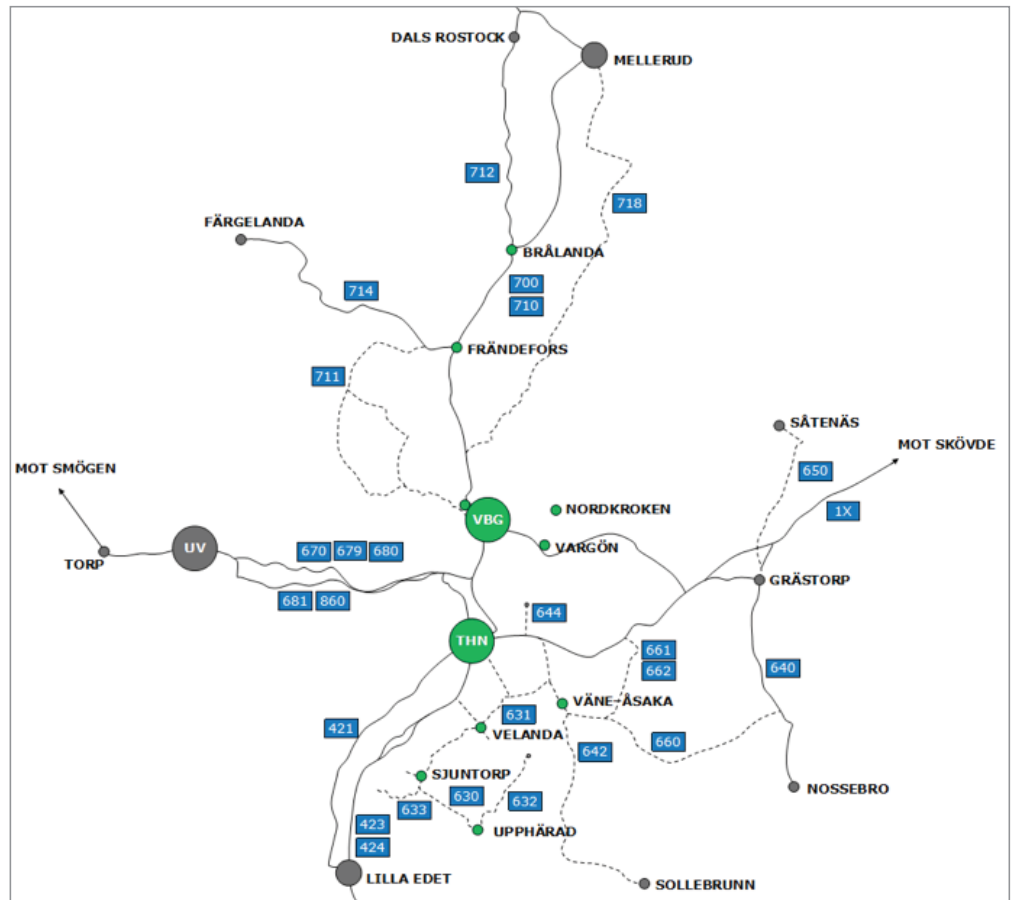 DALS ROSTOCK
MELLERUD
712
718
FÄRGELANDA
BRÅLANDA
700
710
714
FRÄNDEFORS
711
SÅTENÄS
MOT SKÖVDE
MOT SMÖGEN
650
1X
NORDKROKEN
VBG
VARGÖN
UV
670 679 680
TORP
GRÄSTORP
681 860
644
THN
661
662
640
VÄNE-ÅSAKA
631
421
VELANDA
660
642
SJUNTORP
NOSSEBRO
630
632
633
423
UPPHÄRAD
424
LILLA EDET
SOLLEBRUNN